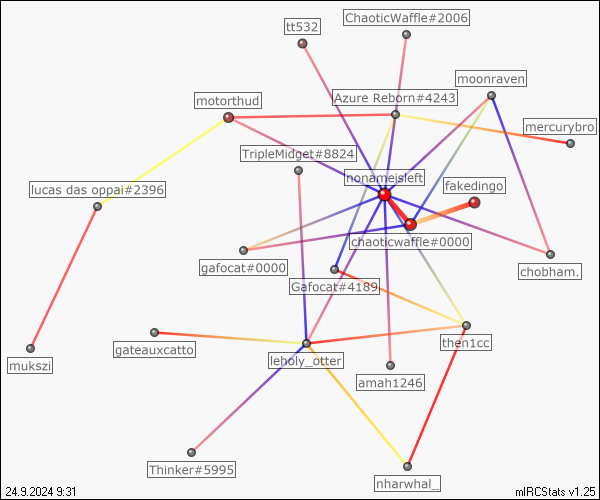 ChaoticWaffle#2006
tt532
moonraven
Azure Reborn#4243
motorthud
mercurybro
TripleMidget#8824
nonameisleft
fakedingo
lucas das oppai#2396
chaoticwaffle#0000
gafocat#0000
chobham.
Gafocat#4189
then1cc
gateauxcatto
leholy_otter
mukszi
amah1246
Thinker#5995
nharwhal_
24.9.2024 9:31
mIRCStats v1.25